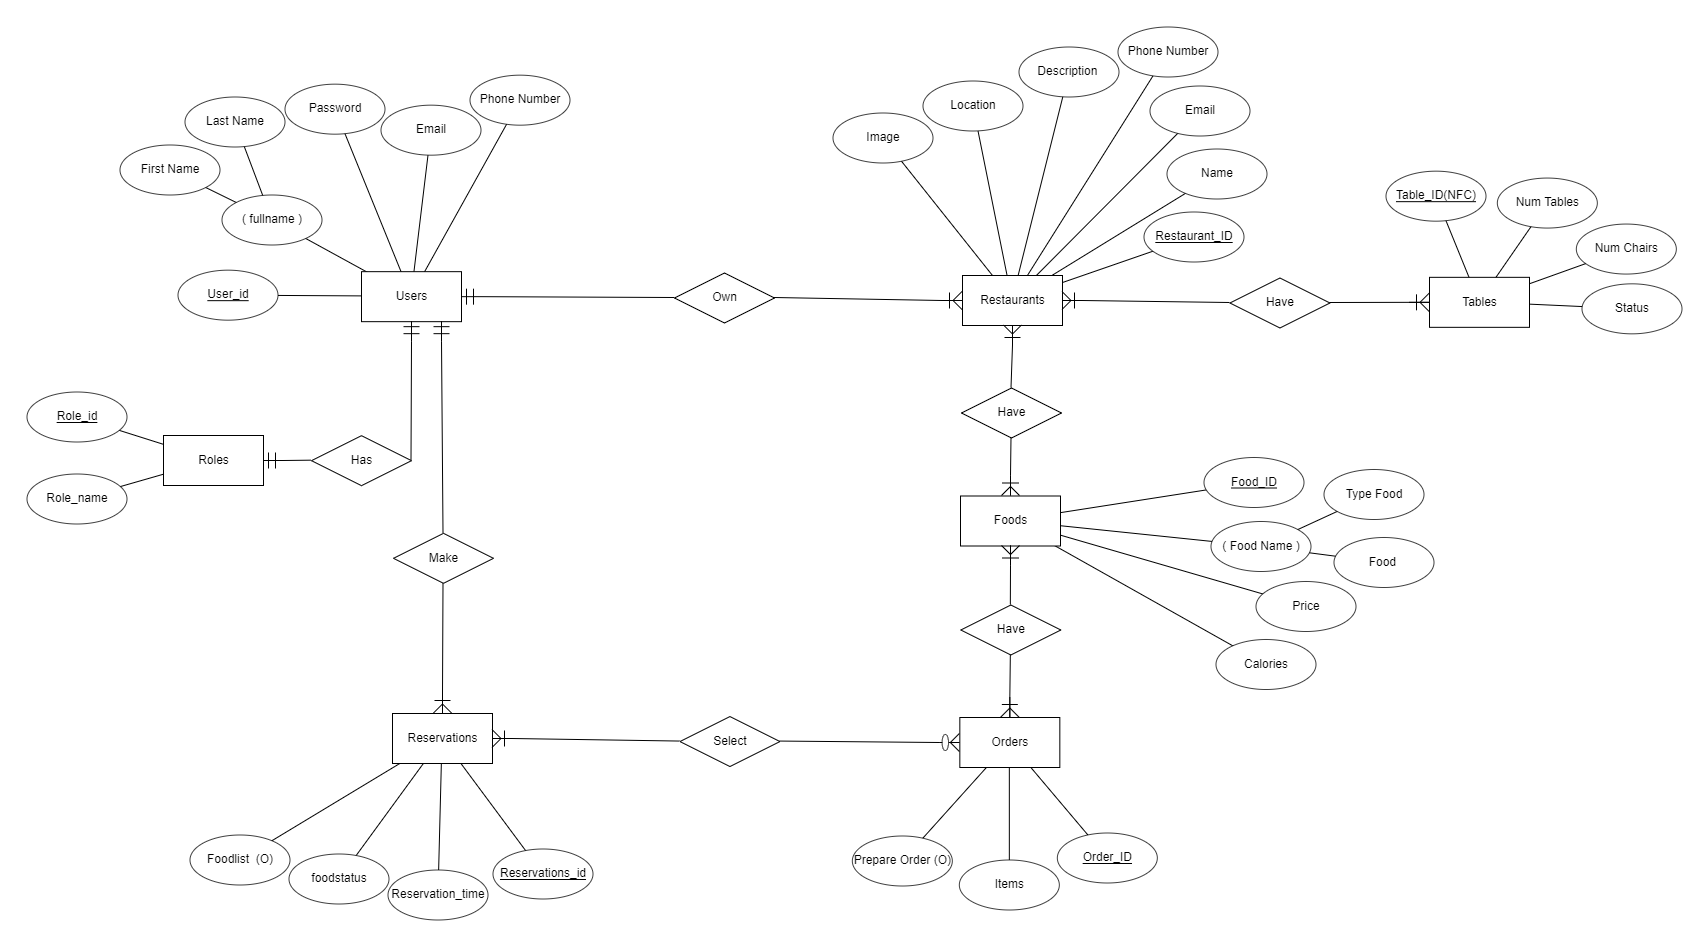 Phone Number
Description
Phone Number
Password
Location
Email
Last Name
Email
Image
First Name
Name
( fullname )
Table_ID(NFC)
Num Tables
Restaurant_ID
Num Chairs
User_id
Users
Own
Restaurants
Have
Tables
Status
Role_id
Have
Roles
Has
Role_name
Food_ID
Type Food
Foods
( Food Name )
Food
Make
Price
Have
Calories
Reservations
Select
Orders
Foodlist  (O)
foodstatus
Reservation_time
Reservations_id
Prepare Order (O)
Items
Order_ID